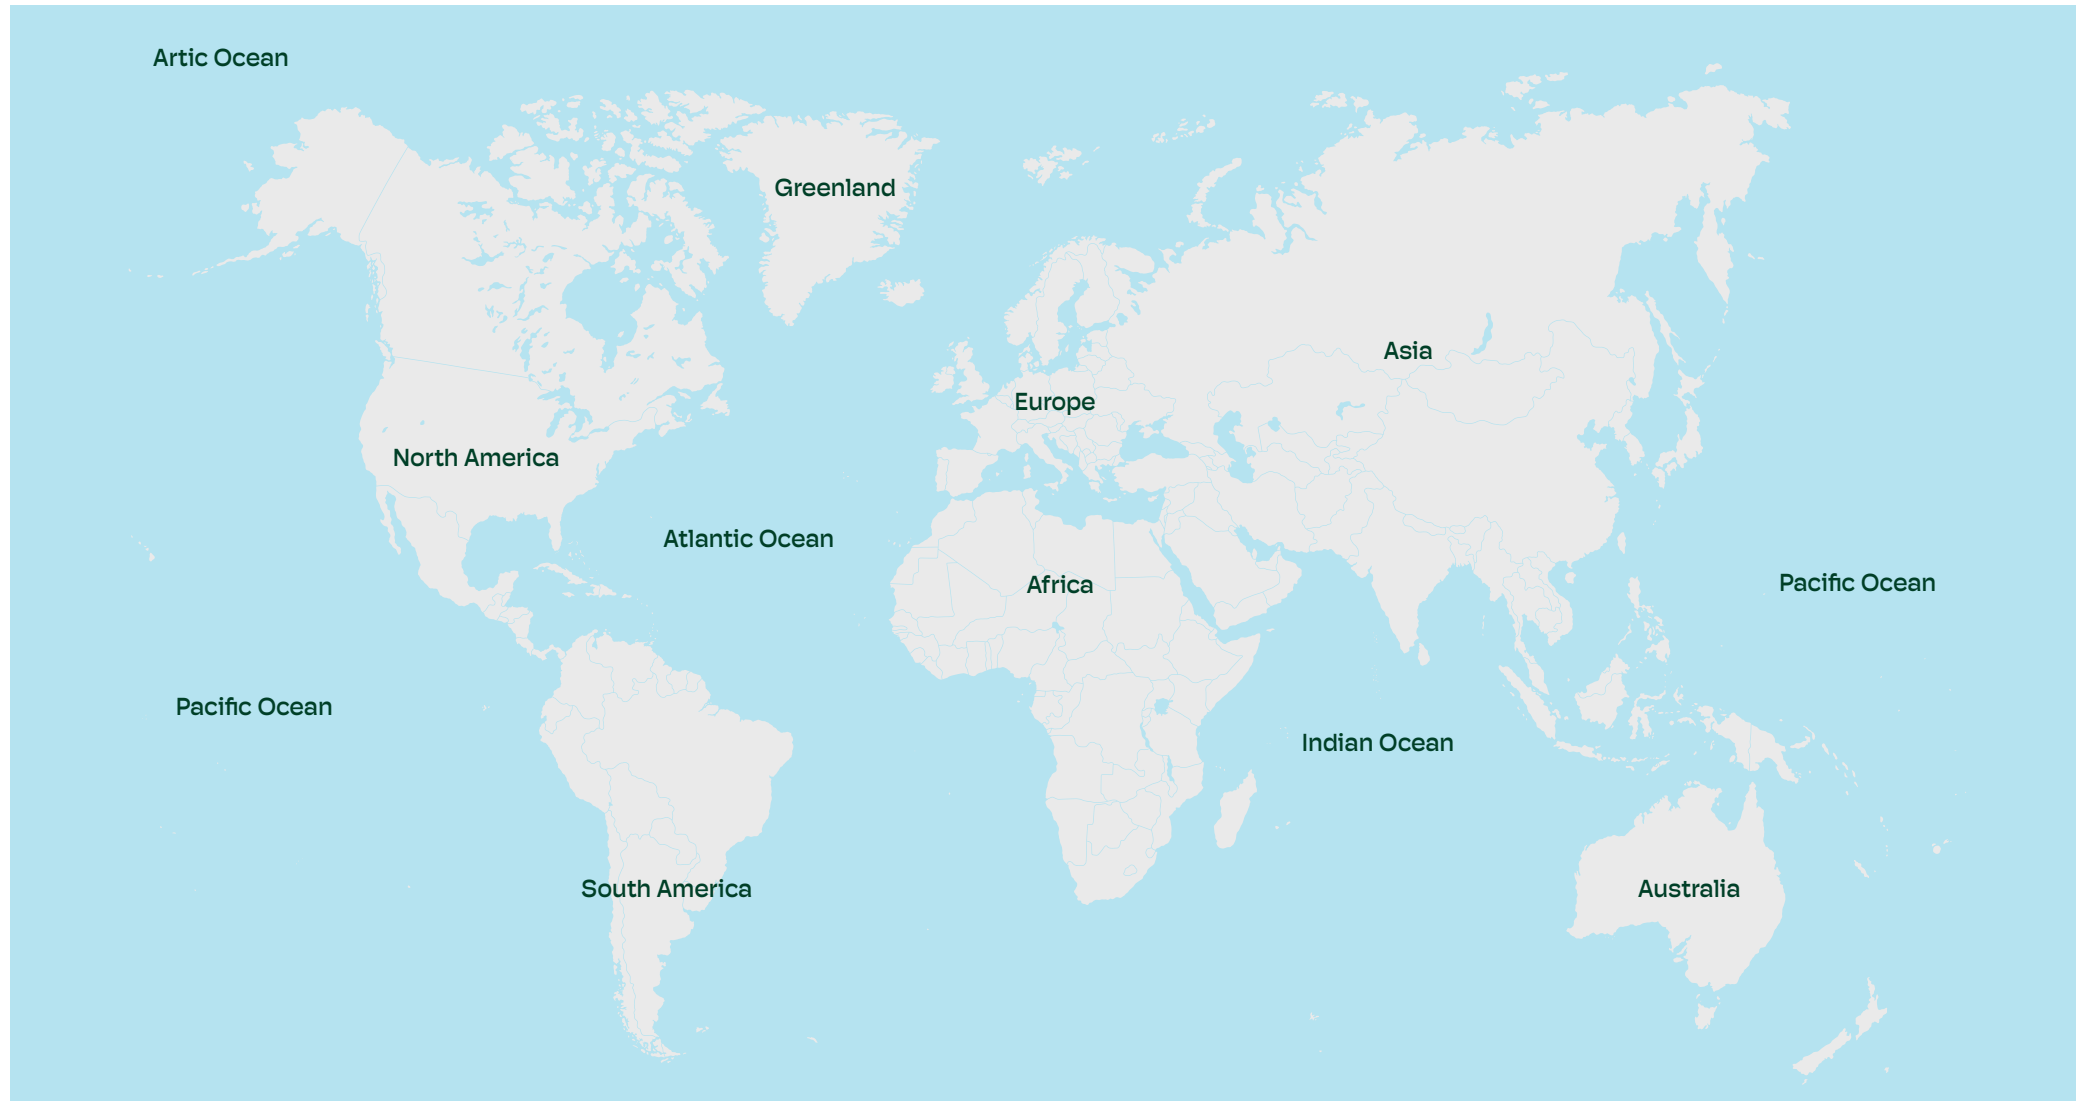 Artic Ocean
Greenland
Asia
Europe
North America
Atlantic Ocean
Africa
Pacific Ocean
Pacific Ocean
Indian Ocean
South America
Australia